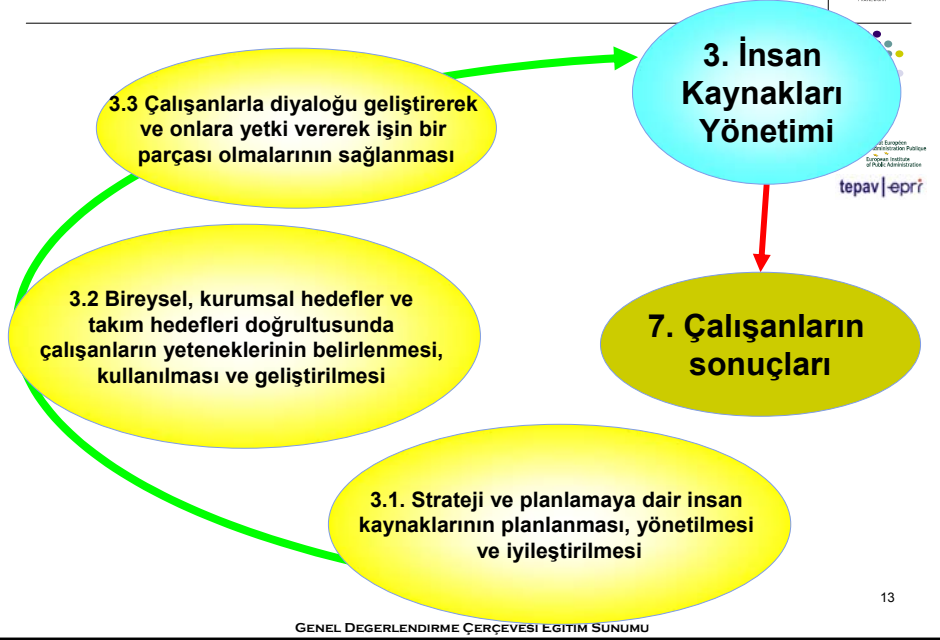 3. İnsan
Kaynakları
Yönetimi
3.3 Çalışanlarla diyaloğu geliştirerek
ve onlara yetki vererek işin bir
parçası olmalarının sağlanması
European Institute
of Public Administration
tepav|epri
3.2 Bireysel, kurumsal hedefler ve
takım hedefleri doğrultusunda
çalışanların yeteneklerinin belirlenmesi,
kullanılması ve geliştirilmesi
7. Çalışanların
sonuçları
3.1. Strateji ve planlamaya dair insan
kaynaklarının planlanması, yönetilmesi
ve iyileştirilmesi
13
GENEL DEGERLENDIRME ÇERÇEVESI EGITIM SUNUMU